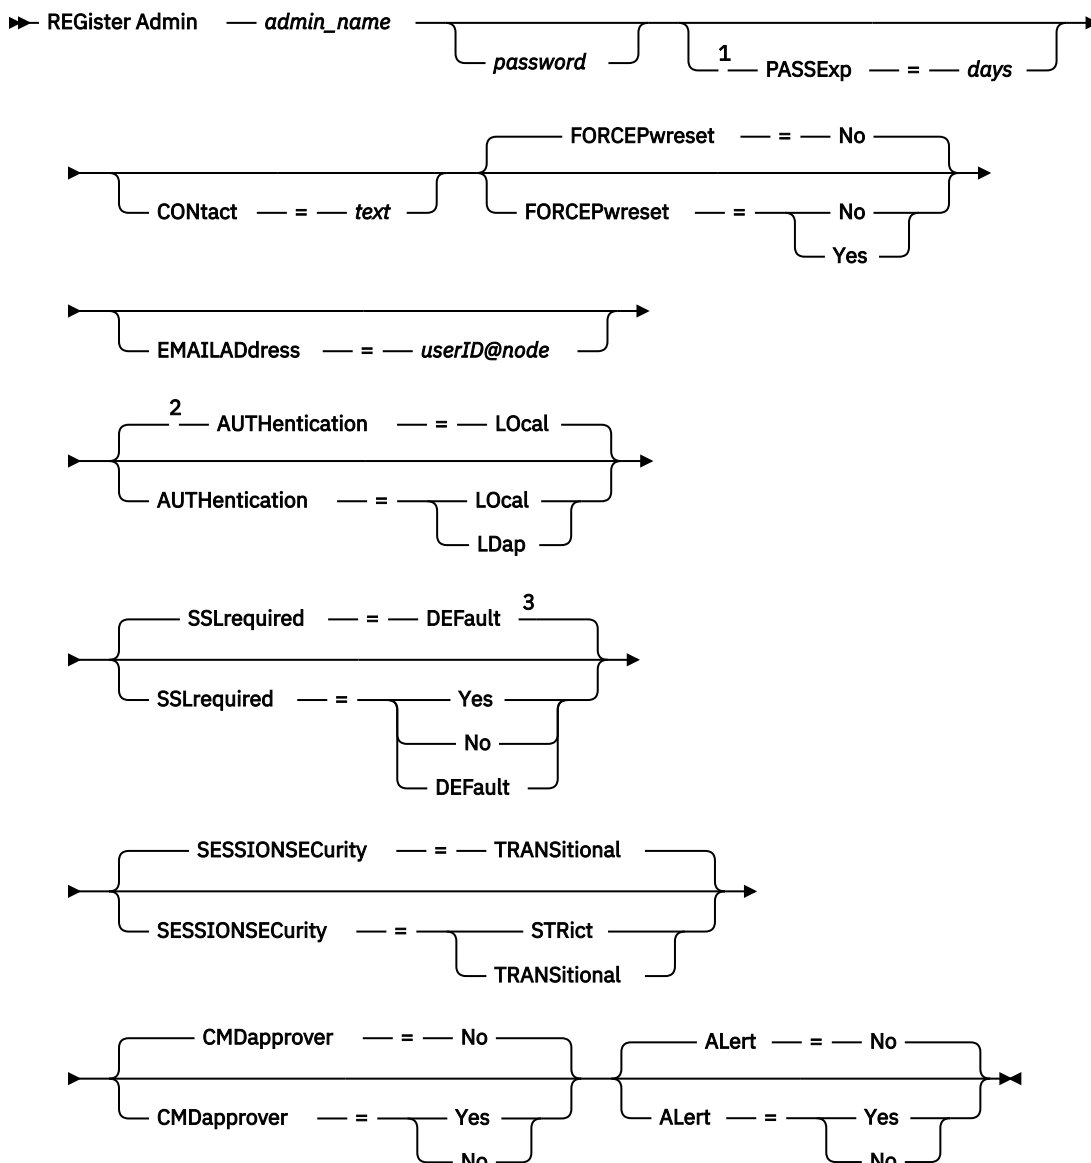 REGister Admin admin_name
password
1 PASSExp = days
FORCEPwreset = No
CONtact = text FORCEPwreset = No
Yes
EMAILADdress = userID@node
2 AUTHentication = LOcal
AUTHentication = LOcal
LDap
SSLrequired = DEFault 3
SSLrequired = Yes
No
DEFault
SESSIONSECurity = TRANSitional
SESSIONSECurity = STRict
TRANSitional
CMDapprover = No ALert = No
CMDapprover = Yes ALert = Yes
No No